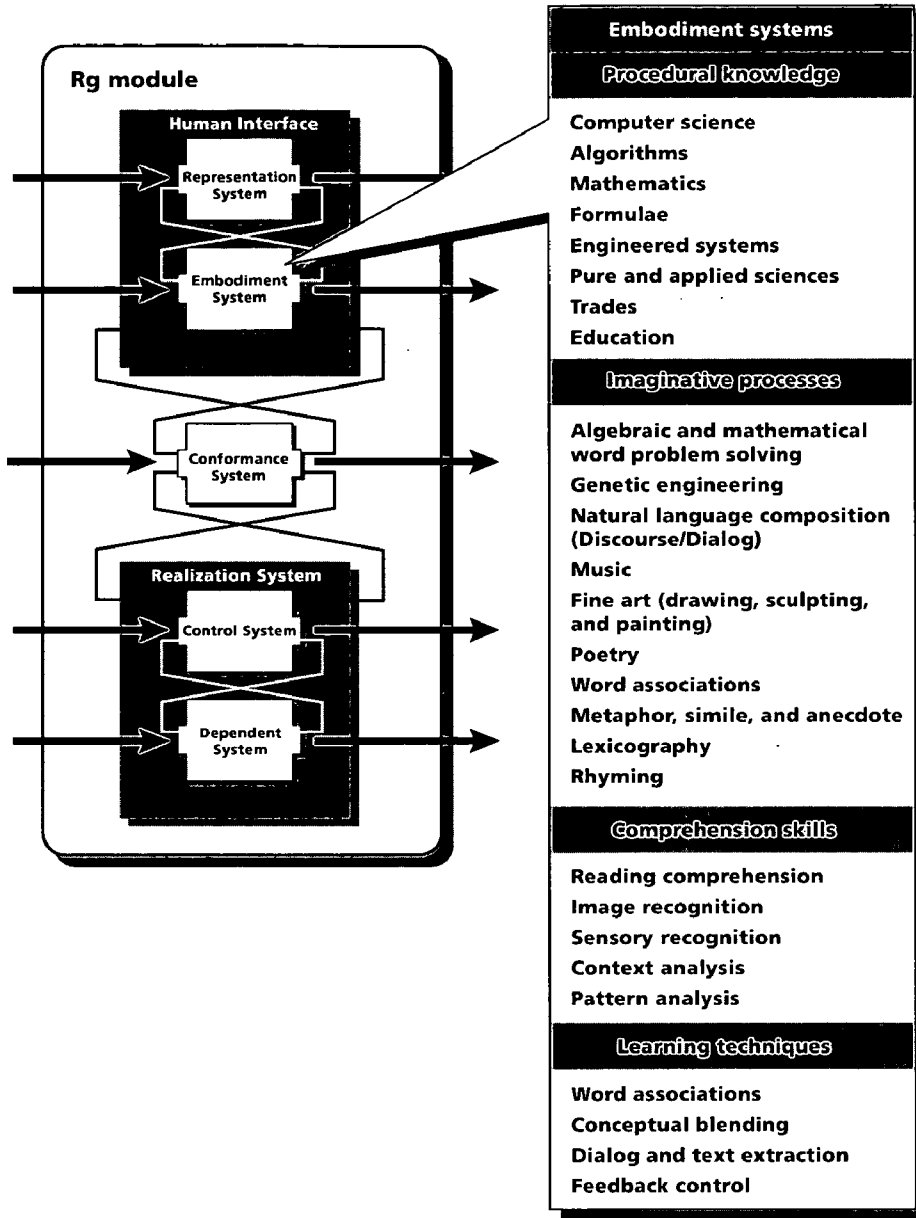 Rg module
Human Interface
Representation
System
Embodiment
System
Conformance
System
Realization System
Control System
Dependent
System
Embodiment systems
Procedural knowledge
Computer science
Algorithms
Mathematics
Formulae
Engineered systems
Pure and applied sciences
Trades
Education
Imaginative processes
Algebraic and mathematical
word problem solving
Genetic engineering
Natural language composition
(Discourse/Dialog)
Music
Fine art (drawing, sculpting,
and painting)
Poetry
Word associations
Metaphor, simile, and anecdote
Lexicography
Rhyming
Comprehension skills
Reading comprehension
Image recognition
Sensory recognition
Context analysis
Pattern analysis
Learning techniques
Word associations
Conceptual blending
Dialog and text extraction
Feedback control